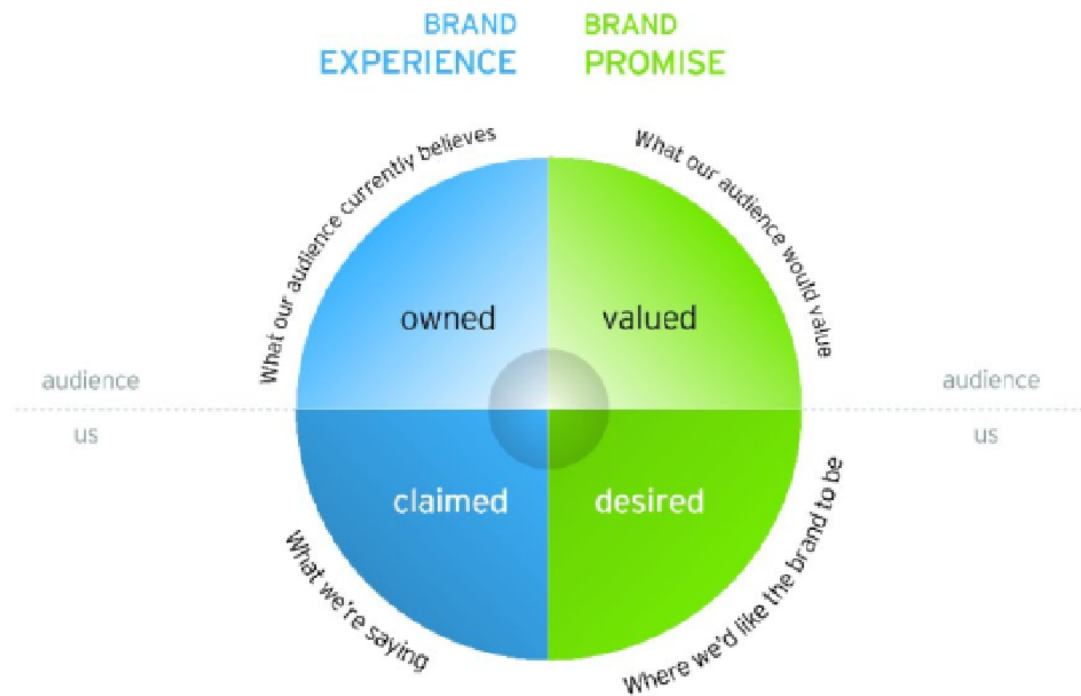 BRAND
EXPERIENCE
BRAND
PROMISE
What our audience currently believes
What our audience would value
owned
valued
audience
audience
us
us
claimed
desired
What we're saying
Where we'd like the brand to be